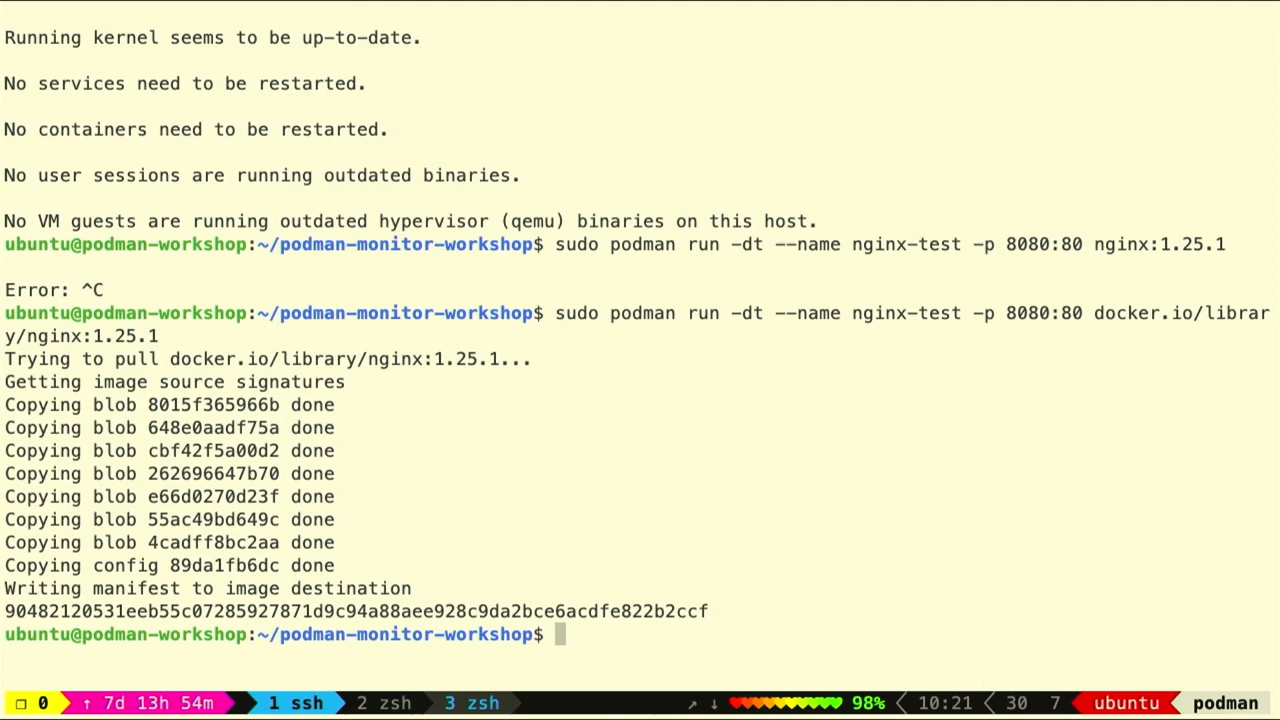 Running kernel seems to be up-to-date.
No services need to be restarted.
No containers need to be restarted.
No user sessions are running outdated binaries.
No VM guests are running outdated hypervisor (qemu) binaries on this host.
ubuntu@podman-workshop:~/podman-monitor-workshop$ sudo podman run -dt --name nginx-test -p 8080:80 nginx:1.25.1
Error: ^C
ubuntu@podman-workshop:~/podman-monitor-workshop$ sudo podman run -dt --name nginx-test -p 8080:80 docker.io/librar
y/nginx:1.25.1
Trying to pull docker.io/library/nginx:1.25.1...
Getting image source signatures
Copying blob 8015f365966b done
Copying blob 648e0aadf75a done
Copying blob cbf42f5a00d2 done
Copying blob 262696647b70 done
Copying blob e66d0270d23f done
Copying blob 55ac49bd649c done
Copying blob 4cadff8bc2aa done
Copying config 89da1fb6dc done
Writing manifest to image destination
90482120531eeb55c07285927871d9c94a88aee928c9da2bce6acdfe822b2ccf
ubuntu@podman-workshop:~/podman-monitor-workshop$
❐ 0 ↑ 7d 13h 54m 1 ssh 2 zsh 3 zsh ↗ ↓ ♥♥♥♥♥♥♥♥♥♥ 98% 10:21 30 7 ubuntu podman